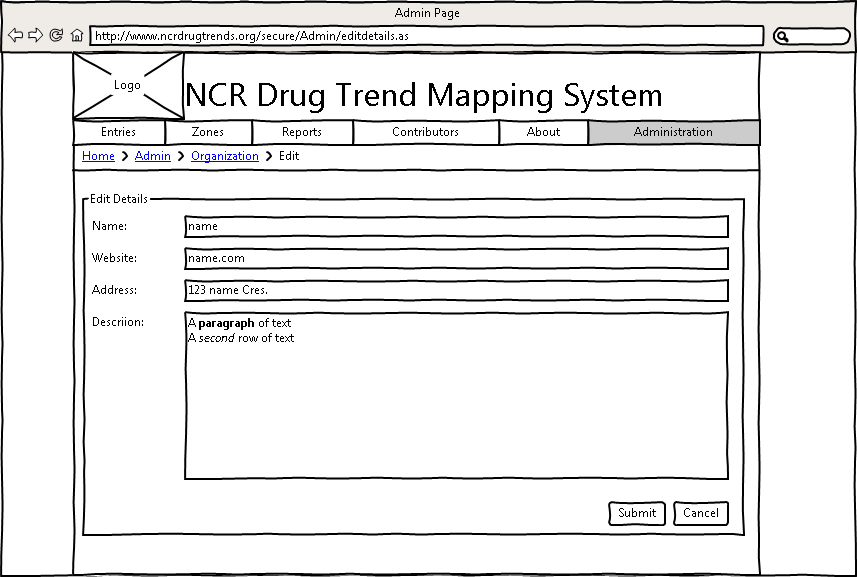 Admin Page
http://www.ncrdrugtrends.org/secure/Admin/editdetails.as
Logo
NCR Drug Trend Mapping System
Entries Zones Reports Contributors About Administration
Home > Admin > Organization > Edit
Edit Details
Name: name
Website: name.com
Address: 123 name Cres.
Descriion: A paragraph of text
A second row of text
Submit Cancel